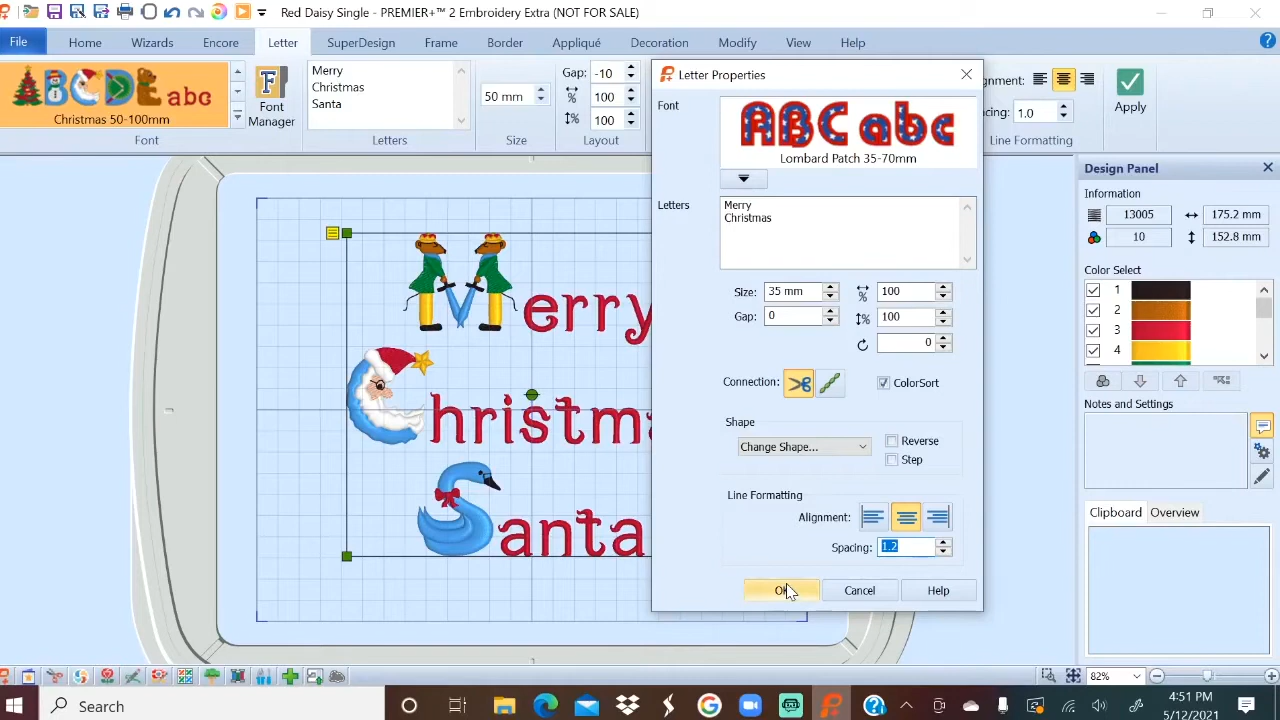 Red Daisy Single - PREMIER+™ 2 Embroidery Extra (NOT FOR SALE)
File Home Wizards Encore Letter SuperDesign Frame Border Appliqué Decoration Modify View Help
ABCDE abc
Christmas 50-100mm
Font
Font
Manager
Merry
Christmas
Santa
Letters
50 mm
Size
Gap: -10
% 100
% 100
Layout
Letter Properties
Font
ABC abc
Lombard Patch 35-70mm
Letters
Merry
Christmas
Size: 35 mm % 100
Gap: 0 % 100
0
Connection: ColorSort
Shape
Change Shape... Reverse
Step
Line Formatting
Alignment:
Spacing: 1.2
OK Cancel Help
nment:
cing: 1.0
Line Formatting
Apply
Merry
Christma
Santa
Design Panel
Information
13005 175.2 mm
10 152.8 mm
Color Select
1
2
3
4
Notes and Settings
Clipboard Overview
82%
Search
4:51 PM
5/12/2021